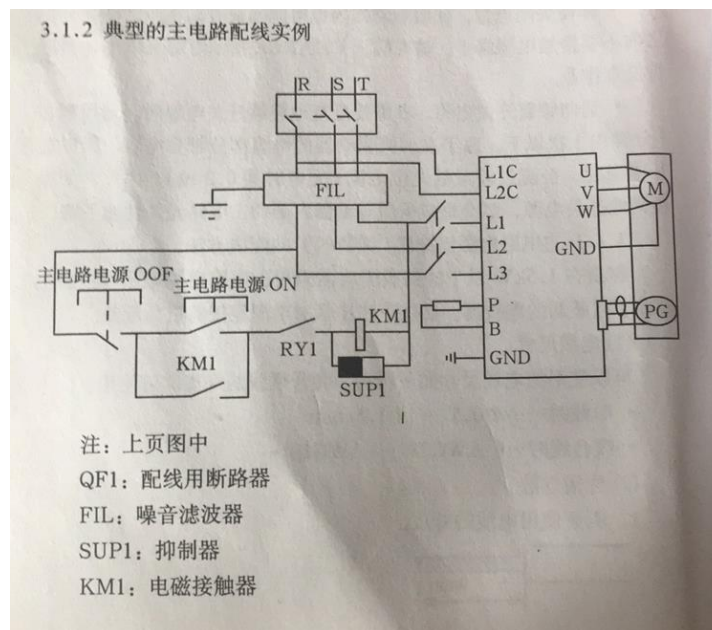 3.1.2 典型的主电路配线实例
R S T
FIL
L1C
L2C
L1
L2
L3
P
B
GND
U
V
W
GND
M
PG
主电路电源 OOF
主电路电源 ON
KM1
RY1
KM1
SUP1
注：上页图中
QF1：配线用断路器
FIL：噪音滤波器
SUP1：抑制器
KM1：电磁接触器